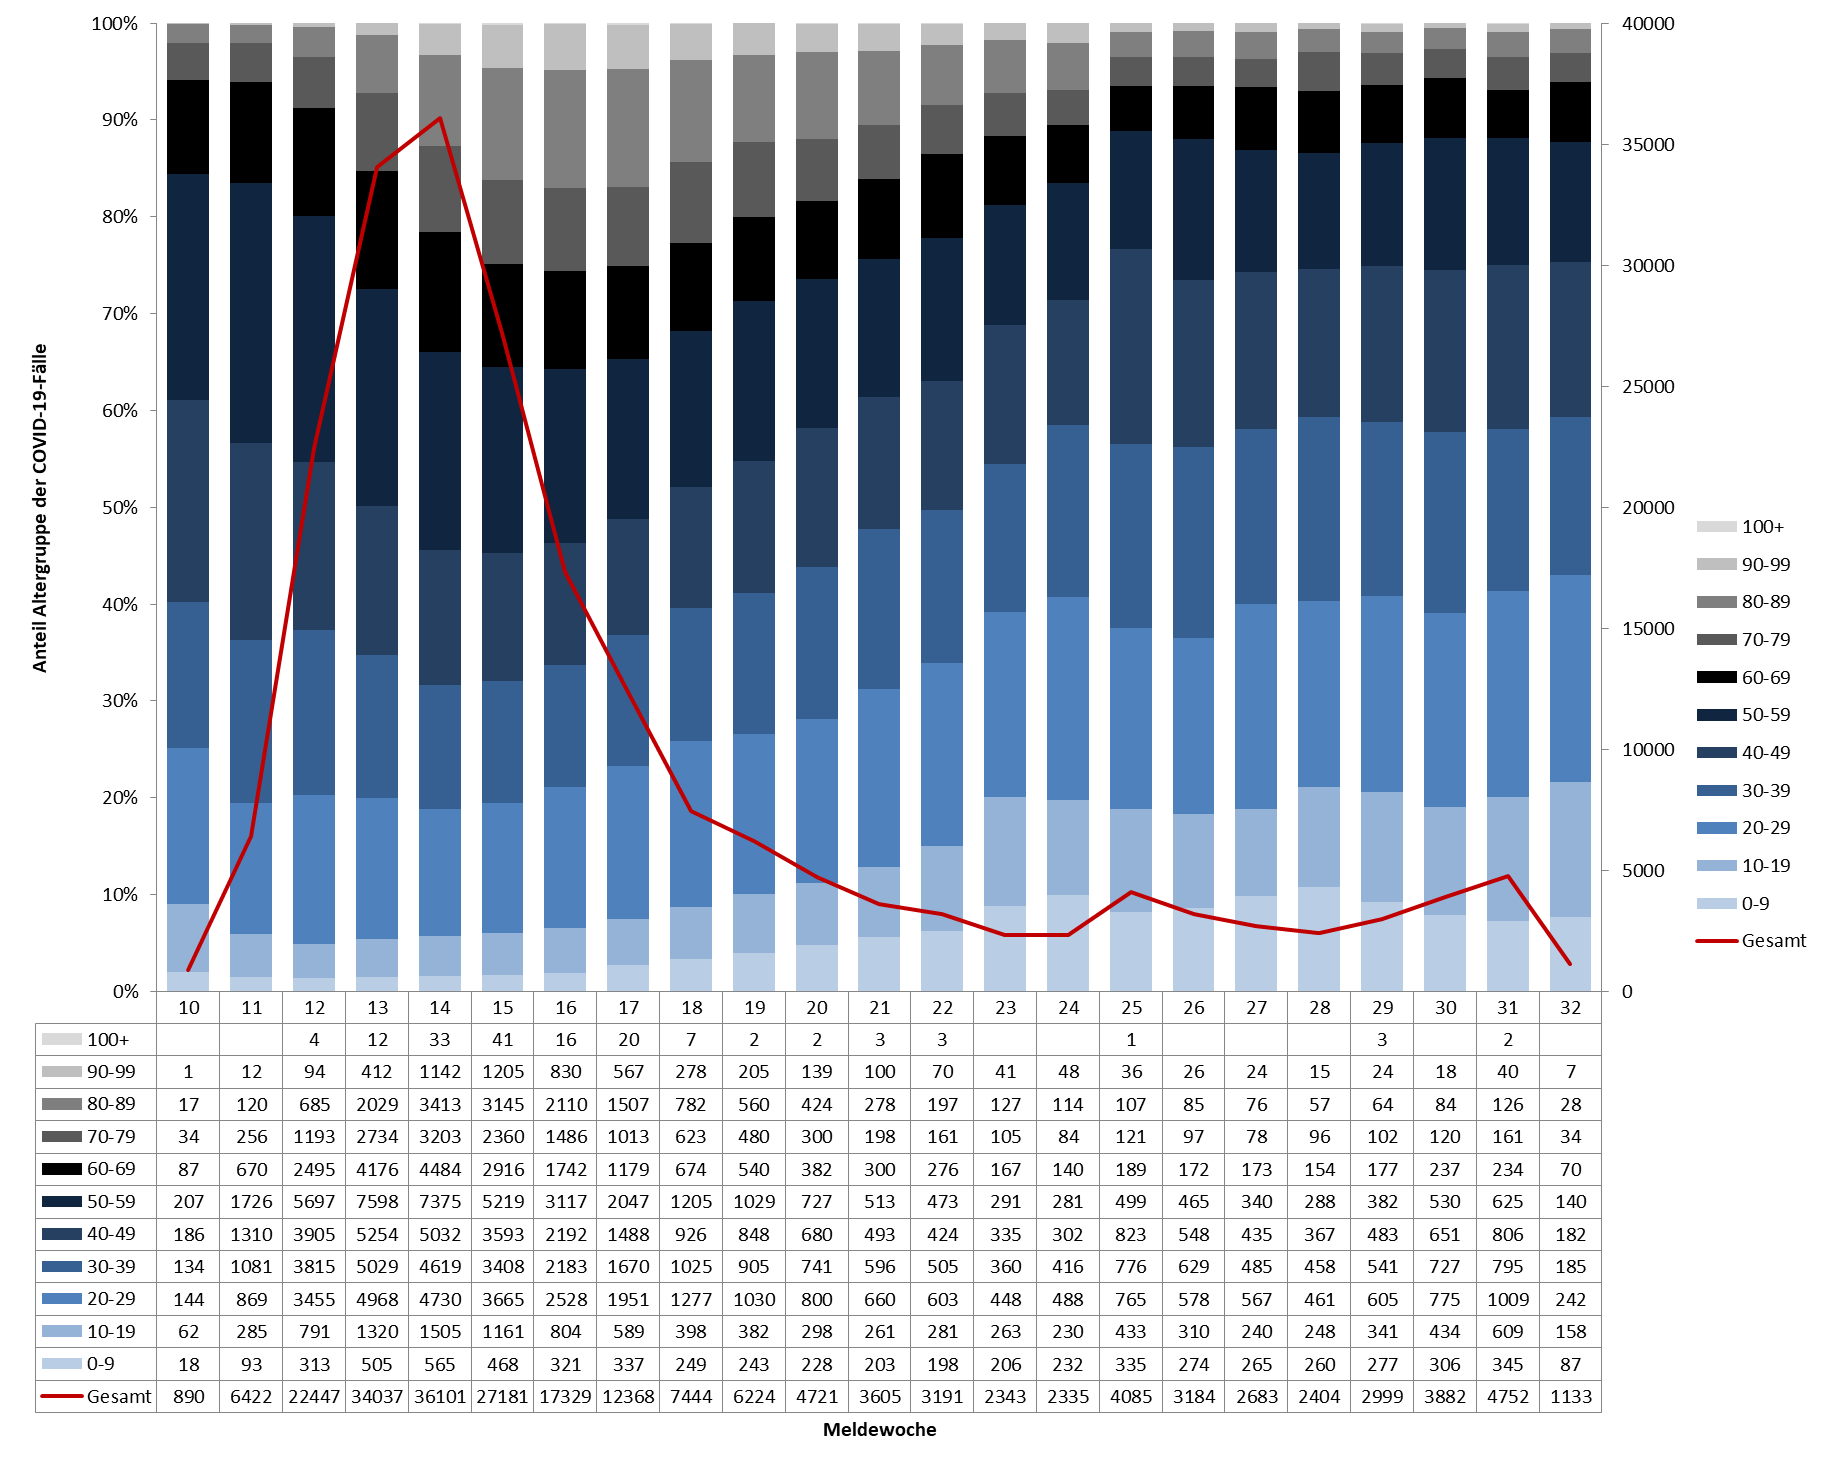 100%
90%
80%
70%
60%
50%
40%
30%
20%
10%
0%
Anteil Altergruppe der COVID-19-Fälle
40000
35000
30000
25000
20000
15000
10000
5000
0
100+
90-99
80-89
70-79
60-69
50-59
40-49
30-39
20-29
10-19
0-9
Gesamt
10 11 12 13 14 15 16 17 18 19 20 21 22 23 24 25 26 27 28 29 30 31 32
100+ 4 12 33 41 16 20 7 2 2 3 3 1 3 2
90-99 1 12 94 412 1142 1205 830 567 278 205 139 100 70 41 48 36 26 24 15 24 18 40 7
80-89 17 120 685 2029 3413 3145 2110 1507 782 560 424 278 197 127 114 107 85 76 57 64 84 126 28
70-79 34 256 1193 2734 3203 2360 1486 1013 623 480 300 198 161 105 84 121 97 78 96 102 120 161 34
60-69 87 670 2495 4176 4484 2916 1742 1179 674 540 382 300 276 167 140 189 172 173 154 177 237 234 70
50-59 207 1726 5697 7598 7375 5219 3117 2047 1205 1029 727 513 473 291 281 499 465 340 288 382 530 625 140
40-49 186 1310 3905 5254 5032 3593 2192 1488 926 848 680 493 424 335 302 823 548 435 367 483 651 806 182
30-39 134 1081 3815 5029 4619 3408 2183 1670 1025 905 741 596 505 360 416 776 629 485 458 541 727 795 185
20-29 144 869 3455 4968 4730 3665 2528 1951 1277 1030 800 660 603 448 488 765 578 567 461 605 775 1009 242
10-19 62 285 791 1320 1505 1161 804 589 398 382 298 261 281 263 230 433 310 240 248 341 434 609 158
0-9 18 93 313 505 565 468 321 337 249 243 228 203 198 206 232 335 274 265 260 277 306 345 87
Gesamt 890 6422 22447 34037 36101 27181 17329 12368 7444 6224 4721 3605 3191 2343 2335 4085 3184 2683 2404 2999 3882 4752 1133
Meldewoche